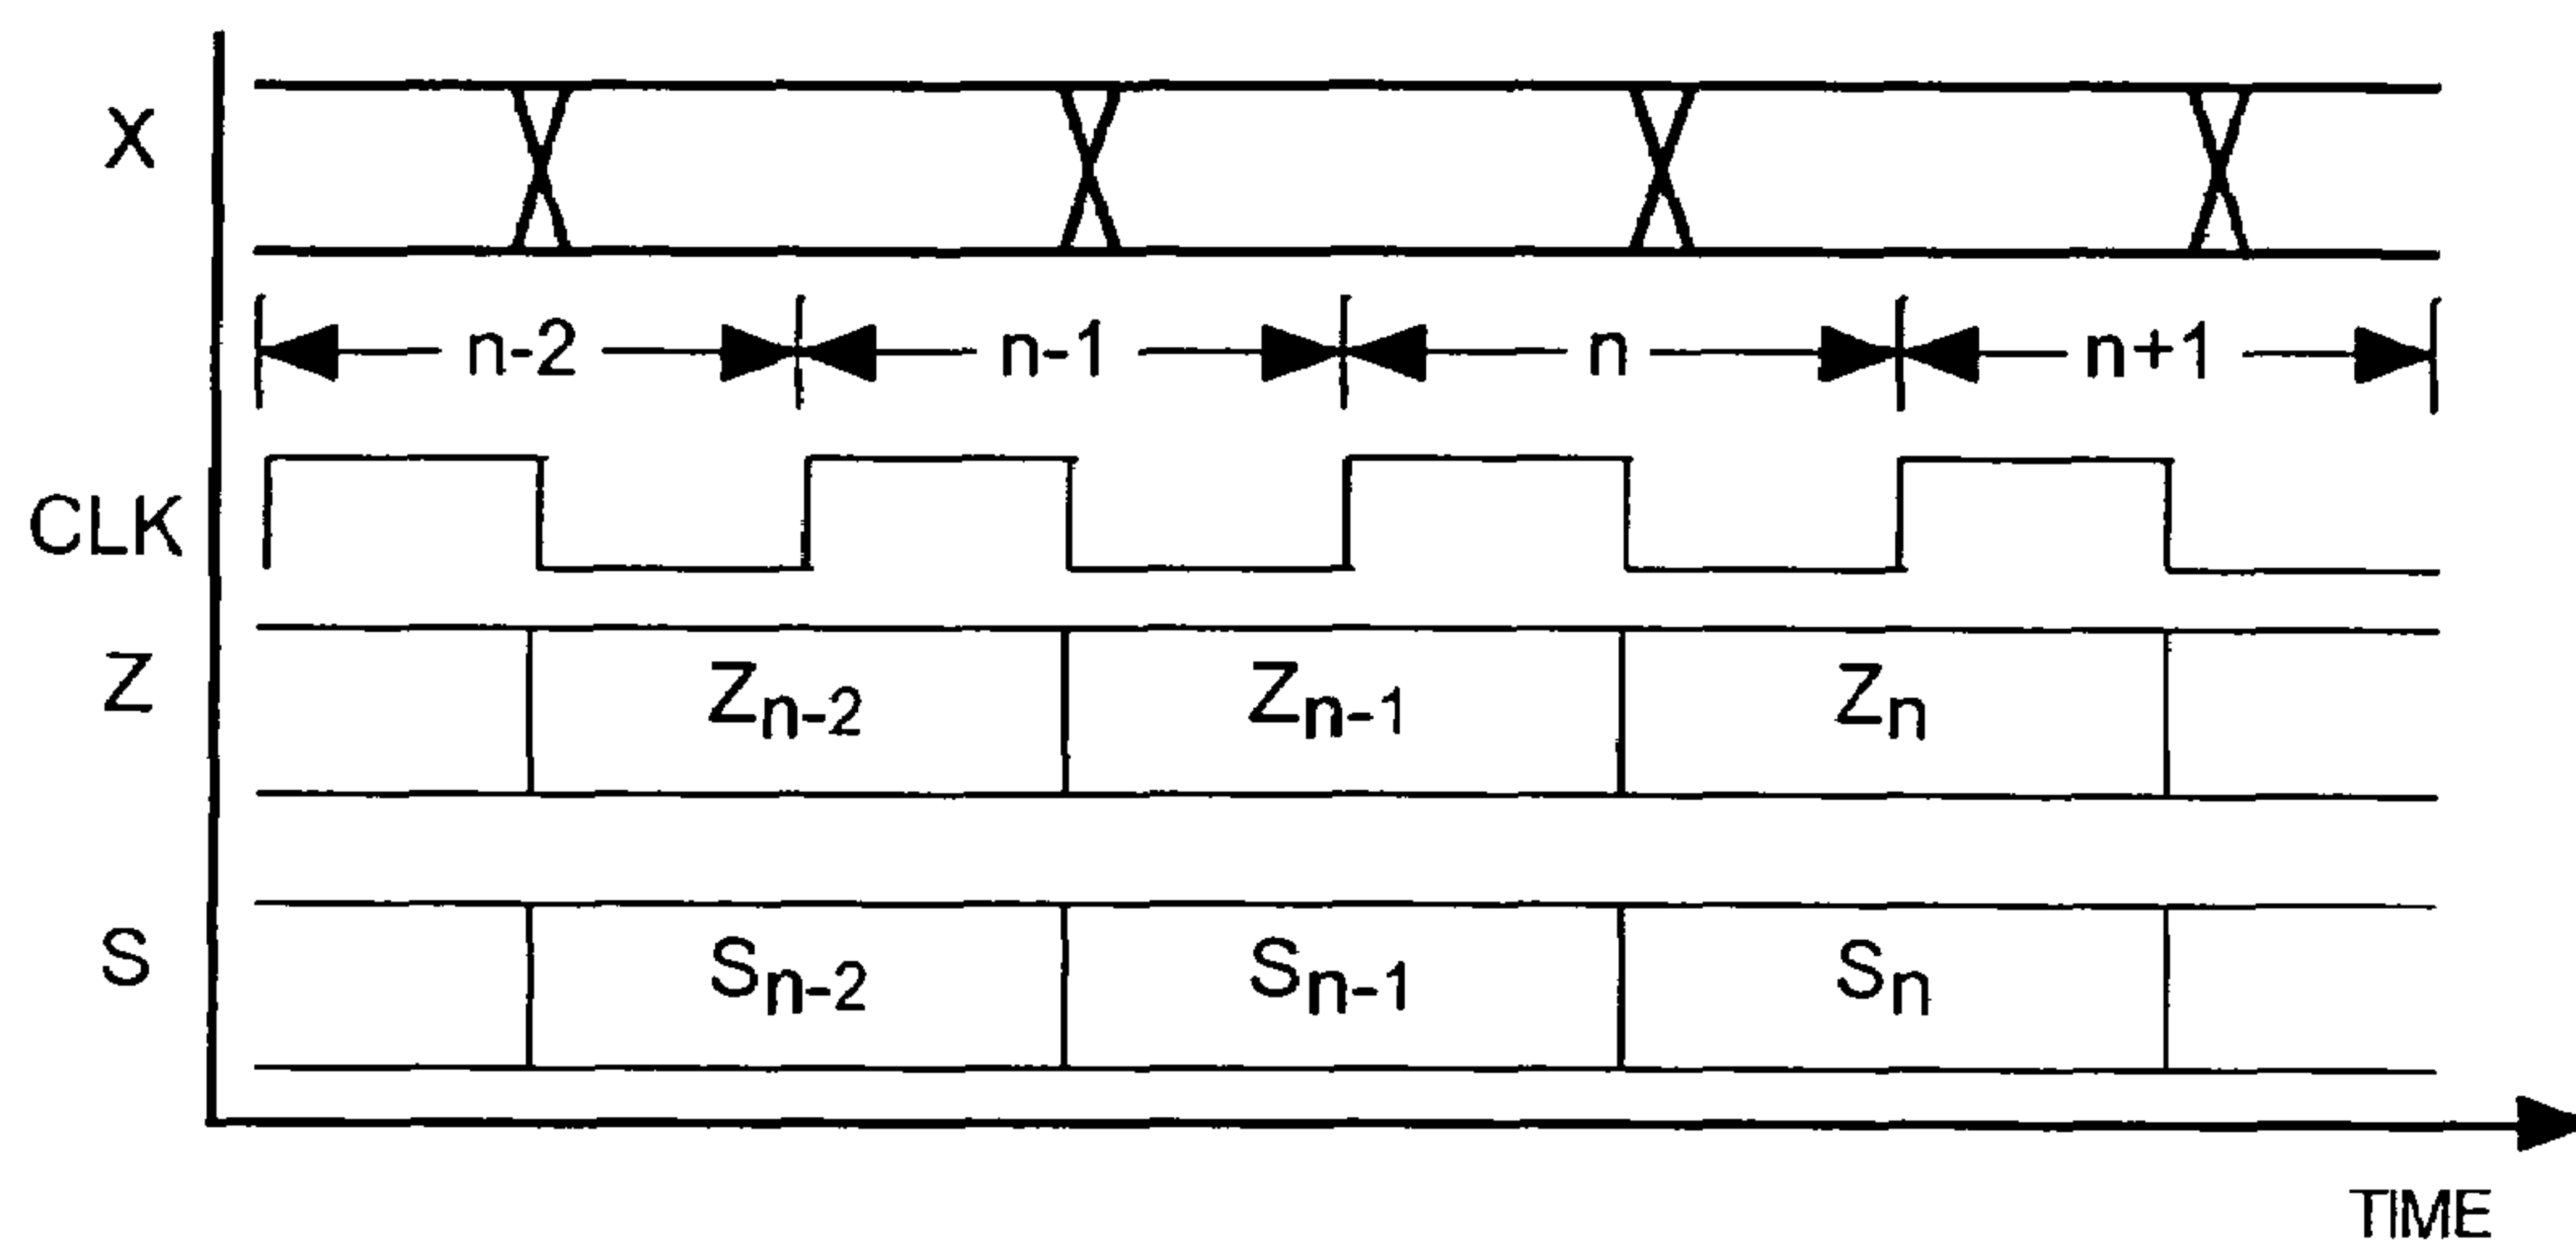 X
n-2 n-1 n n+1
CLK
Z Zn-2 Zn-1 Zn
S Sn-2 Sn-1 Sn
TIME